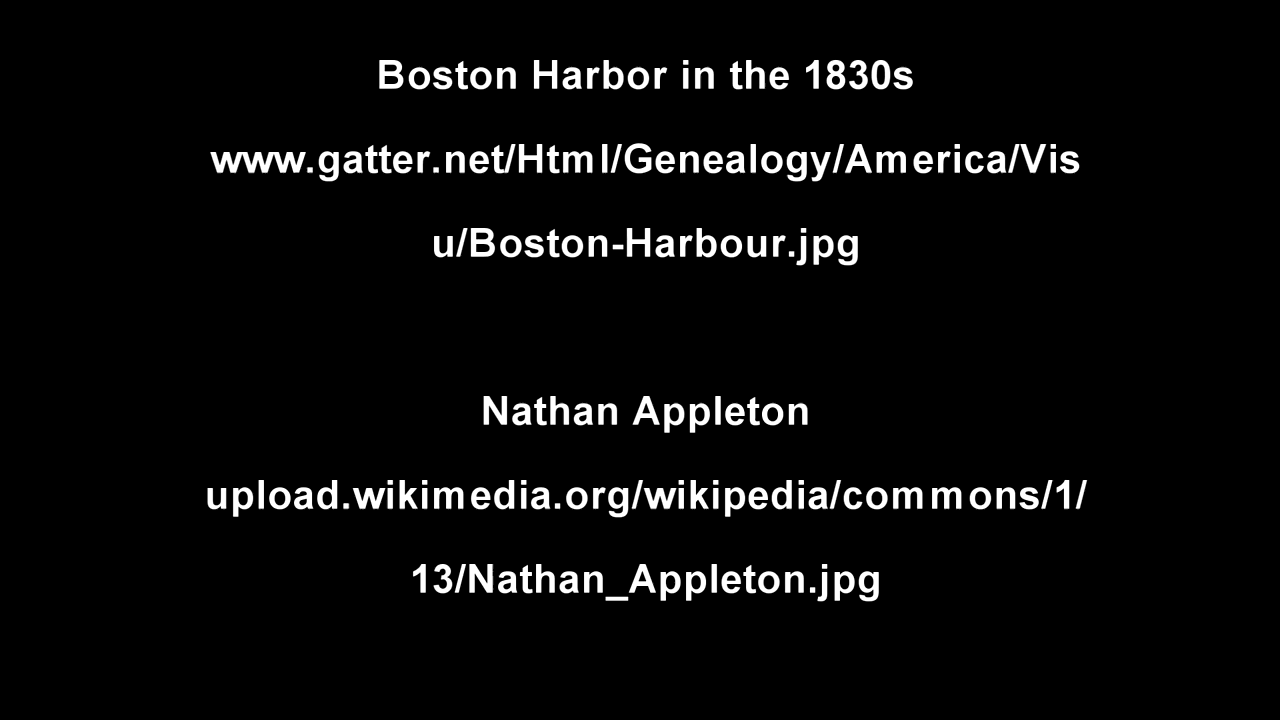 Boston Harbor in the 1830s
www.gatter.net/Html/Genealogy/America/Vis
u/Boston-Harbour.jpg
Nathan Appleton
upload.wikimedia.org/wikipedia/commons/1/
13/Nathan_Appleton.jpg